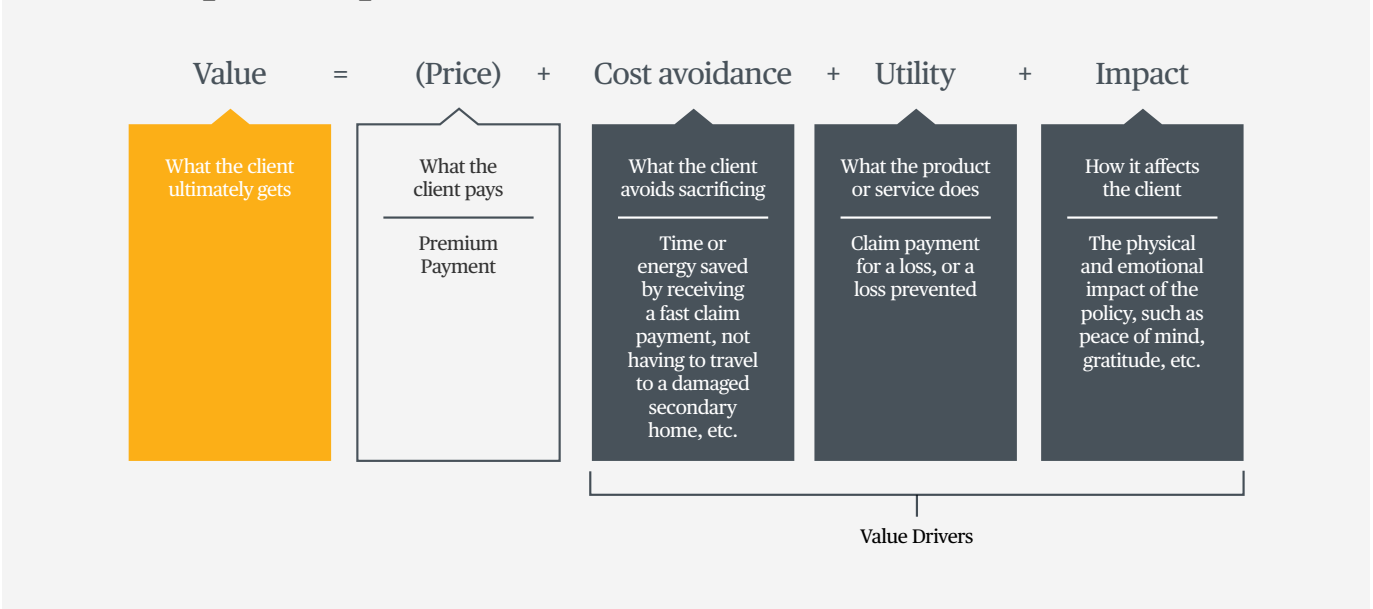 Value = (Price) + Cost avoidance + Utility + Impact
What the client
ultimately gets
What the
client pays
Premium
Payment
What the client
avoids sacrificing
Time or
energy saved
by receiving
a fast claim
payment, not
having to travel
to a damaged
secondary
home, etc.
What the product
or service does
Claim payment
for a loss, or a
loss prevented
How it affects
the client
The physical
and emotional
impact of the
policy, such as
peace of mind,
gratitude, etc.
Value Drivers